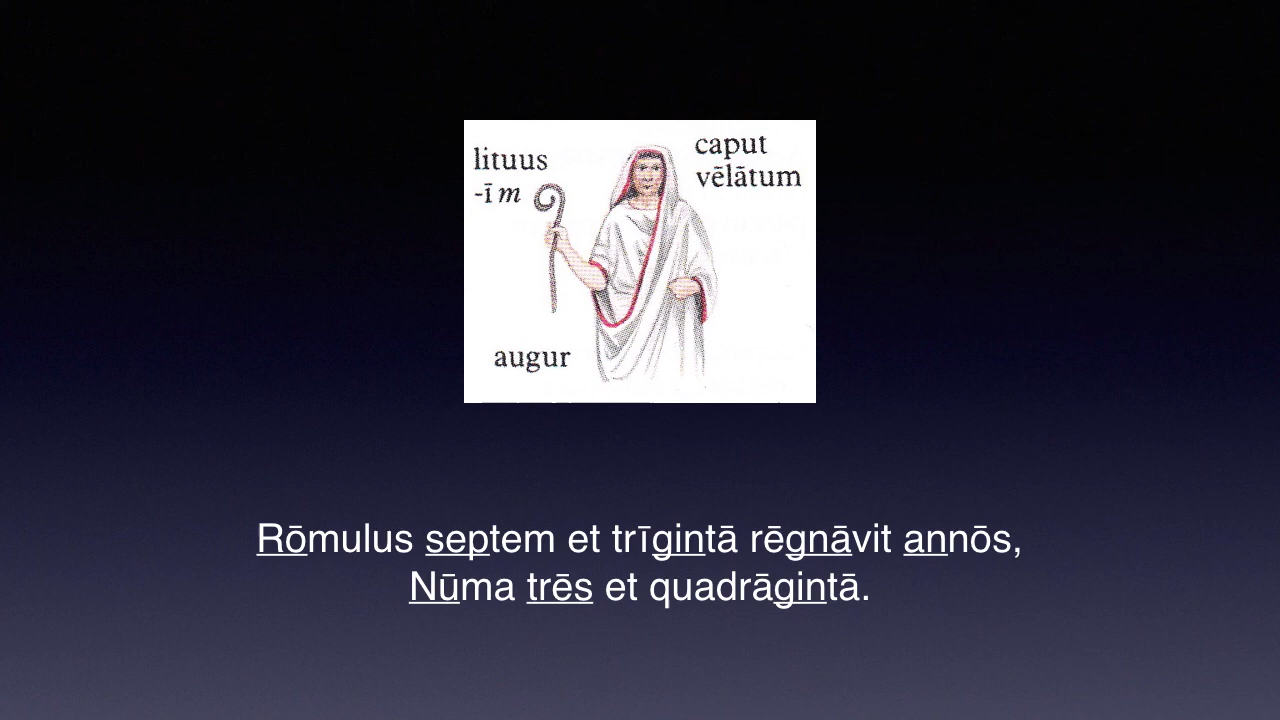 lituus
-ī m
caput
vēlātum
augur
Rōmulus septem et trīgintā rēgnāvit annōs,
Nūma trēs et quadrāgintā.